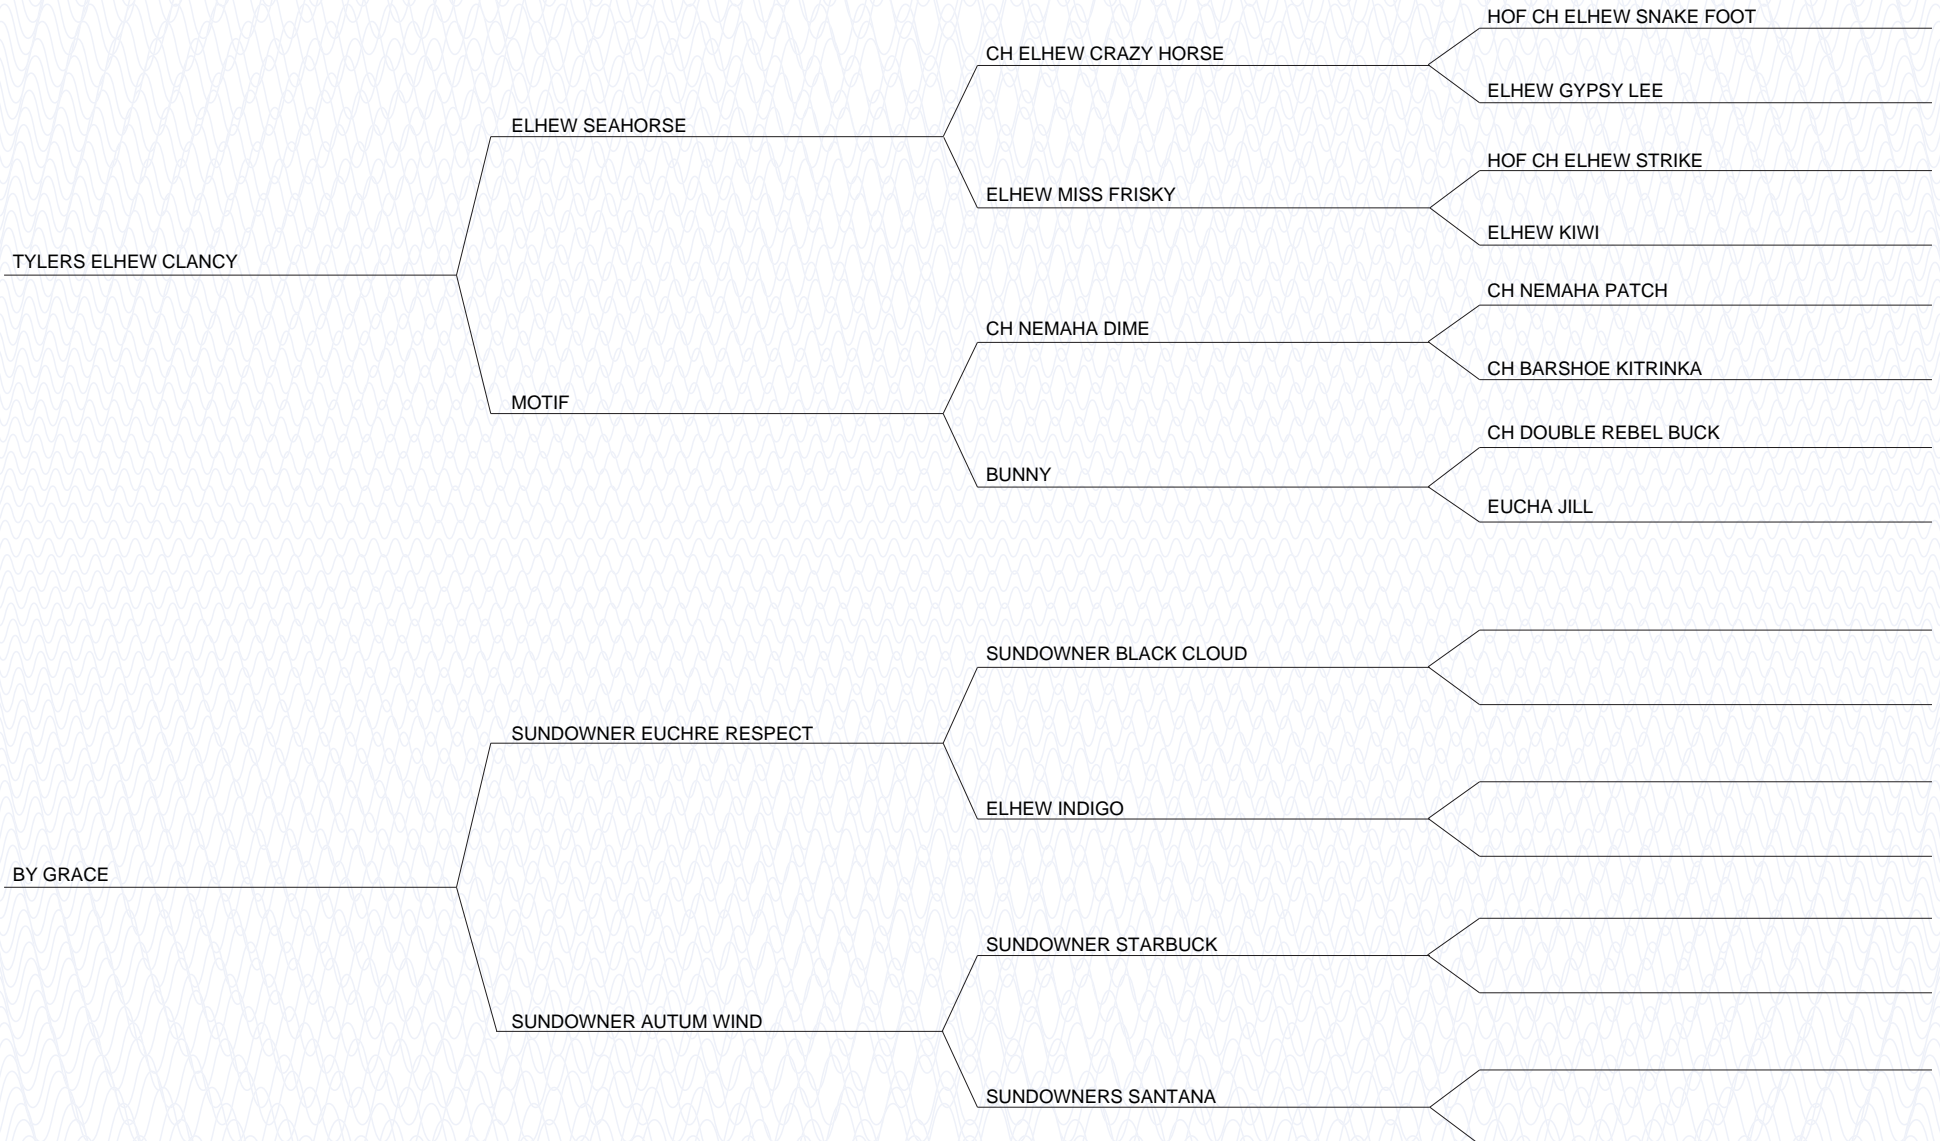 HOF CH ELHEW SNAKE FOOT
CH ELHEW CRAZY HORSE
ELHEW GYPSY LEE
ELHEW SEAHORSE
HOF CH ELHEW STRIKE
ELHEW MISS FRISKY
ELHEW KIWI
TYLERS ELHEW CLANCY
CH NEMAHA PATCH
CH NEMAHA DIME
CH BARSHOE KITRINKA
MOTIF
CH DOUBLE REBEL BUCK
BUNNY
EUCHA JILL
SUNDOWNER BLACK CLOUD
SUNDOWNER EUCHRE RESPECT
ELHEW INDIGO
BY GRACE
SUNDOWNER STARBUCK
SUNDOWNER AUTUM WIND
SUNDOWNERS SANTANA